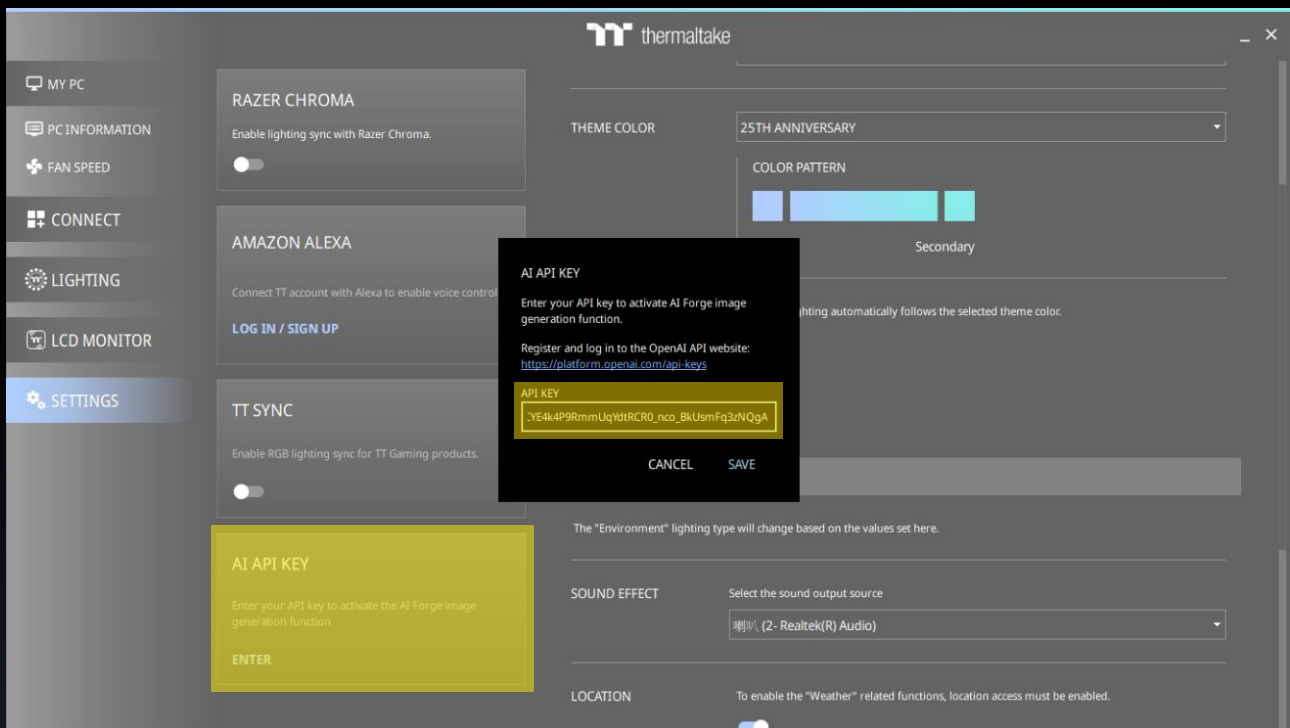 thermaltake
MY PC
PC INFORMATION
FAN SPEED
CONNECT
LIGHTING
LCD MONITOR
SETTINGS
RAZER CHROMA
Enable lighting sync with Razer Chroma.
AMAZON ALEXA
Connect TT account with Alexa to enable voice control
LOG IN / SIGN UP
TT SYNC
Enable RGB lighting sync for TT Gaming products.
AI API KEY
Enter your API key to activate the AI Forge image
generation function
ENTER
AI API KEY
Enter your API key to activate AI Forge image
generation function.
Register and log in to the OpenAI API website:
https://platform.openai.com/api-keys
API KEY
YE4k4P9RmmUqYdtRCR0_nco_BkUsmFq3zNQgA
CANCEL SAVE
THEME COLOR
25TH ANNIVERSARY
COLOR PATTERN
Secondary
automatically follows the selected theme color.
The "Environment" lighting type will change based on the values set here.
SOUND EFFECT
Select the sound output source
喇叭 (2- Realtek(R) Audio)
LOCATION
To enable the "Weather" related functions, location access must be enabled.